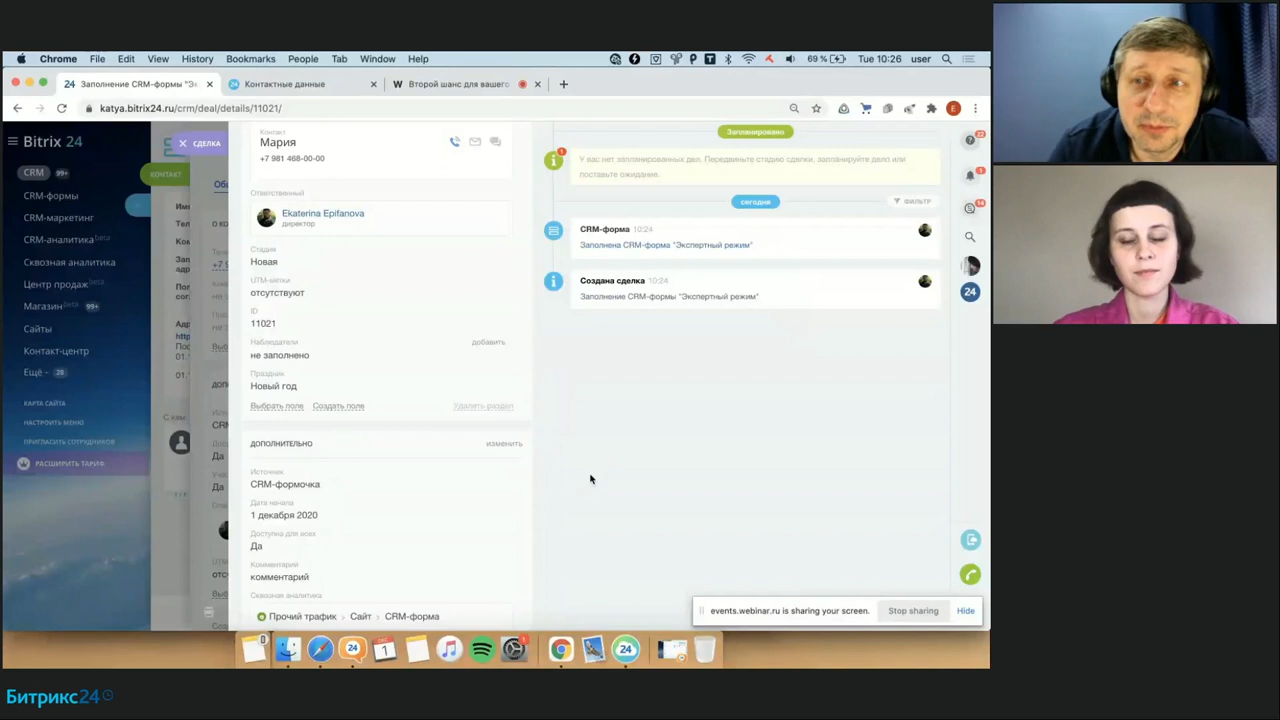 Chrome File Edit View History Bookmarks People Tab Window Help
69 % Tue 10:26 user
24 Заполнение CRM-формы "Эк
Контактные данные
W Второй шанс для вашего
katya.bitrix24.ru/crm/deal/details/11021/
E
Bitrix 24
CRM 99+
CRM-формы
CRM-маркетинг
CRM-аналитика beta
Сквозная аналитика
Центр продаж beta
Магазин beta 99+
Сайты
Контакт-центр
Ещё - 28
КАРТА САЙТА
НАСТРОИТЬ МЕНЮ
ПРИГЛАСИТЬ СОТРУДНИКОВ
РАСШИРИТЬ ТАРИФ
СДЕЛКА
КОНТАКТ
Контакт
Мария
+7 981 468-00-00
Ответственный
Ekaterina Epifanova
директор
Стадия
Новая
UTM-метки
отсутствуют
ID
11021
Наблюдатели добавить
не заполнено
Праздник
Новый год
Выбрать поле Создать поле Удалить раздел
ДОПОЛНИТЕЛЬНО изменить
Источник
CRM-формочка
Дата начала
1 декабря 2020
Доступна для всех
Да
Комментарий
комментарий
Сквозная аналитика
Прочий трафик > Сайт > CRM-форма
Запланировано
У вас нет запланированных дел. Передвиньте стадию сделки, запланируйте дело или
поставьте ожидание.
сегодня
ФИЛЬТР
CRM-форма 10:24
Заполнена CRM-форма "Экспертный режим"
Создана сделка 10:24
Заполнение CRM-формы "Экспертный режим"
24
events.webinar.ru is sharing your screen. Stop sharing Hide
Битрикс24